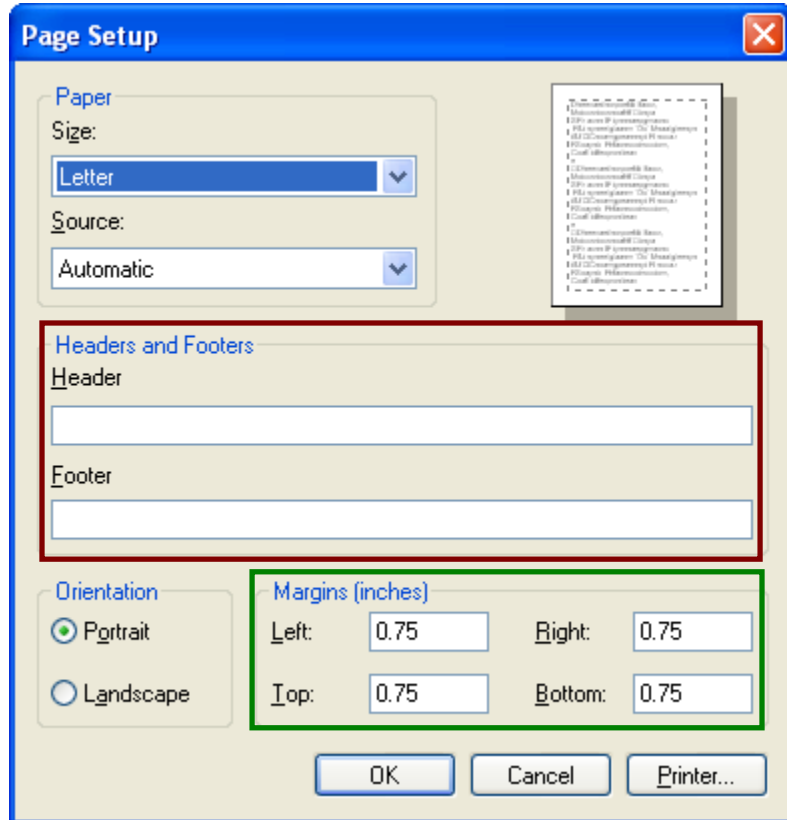 Page Setup
Paper
Size:
Letter
Source:
Automatic
Headers and Footers
Header
Footer
Orientation
Portrait
Landscape
Margins (inches)
Left: 0.75 Right: 0.75
Top: 0.75 Bottom: 0.75
OK Cancel Printer...